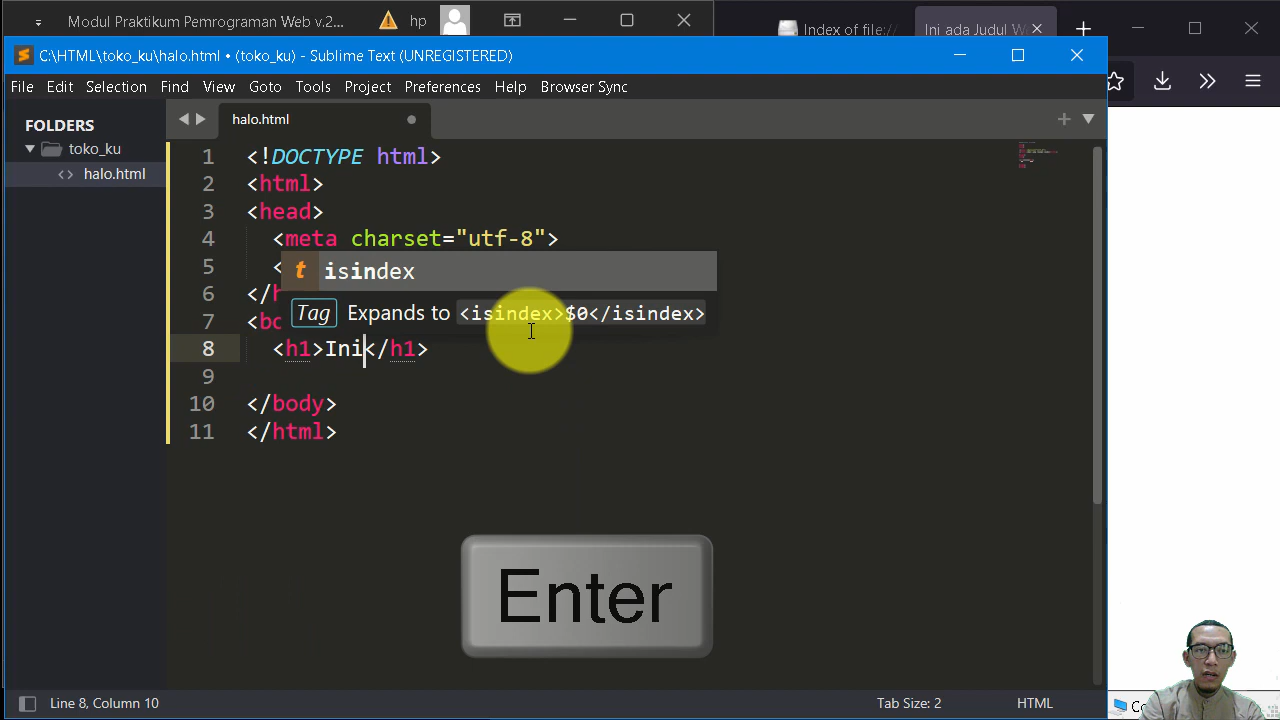 Modul Praktikum Pemrograman Web v.2... hp
Index of file:// Ini ada Judul W
C:\HTML\toko_ku\halo.html • (toko_ku) - Sublime Text (UNREGISTERED)
File Edit Selection Find View Goto Tools Project Preferences Help Browser Sync
FOLDERS
toko_ku
<> halo.html
halo.html
1 <!DOCTYPE html>
2 <html>
3 <head>
4 <meta charset="utf-8">
5 <
t isindex
6 </h
Tag Expands to <isindex>$0</isindex>
7 <bo
8 <h1>Ini</h1>
9
10 </body>
11 </html>
Enter
Line 8, Column 10 Tab Size: 2 HTML